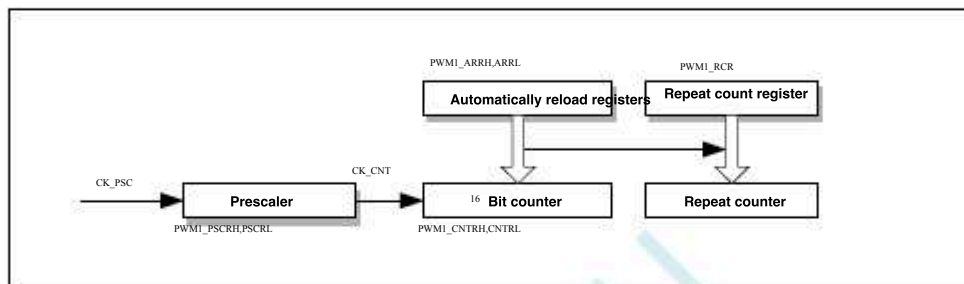 PWM1_ARRH,ARRL
PWM1_RCR
Automatically reload registers
Repeat count register
CK_PSC
CK_CNT
Prescaler
16 Bit counter
Repeat counter
PWM1_PSCRH,PSCRL
PWM1_CNTRH,CNTRL